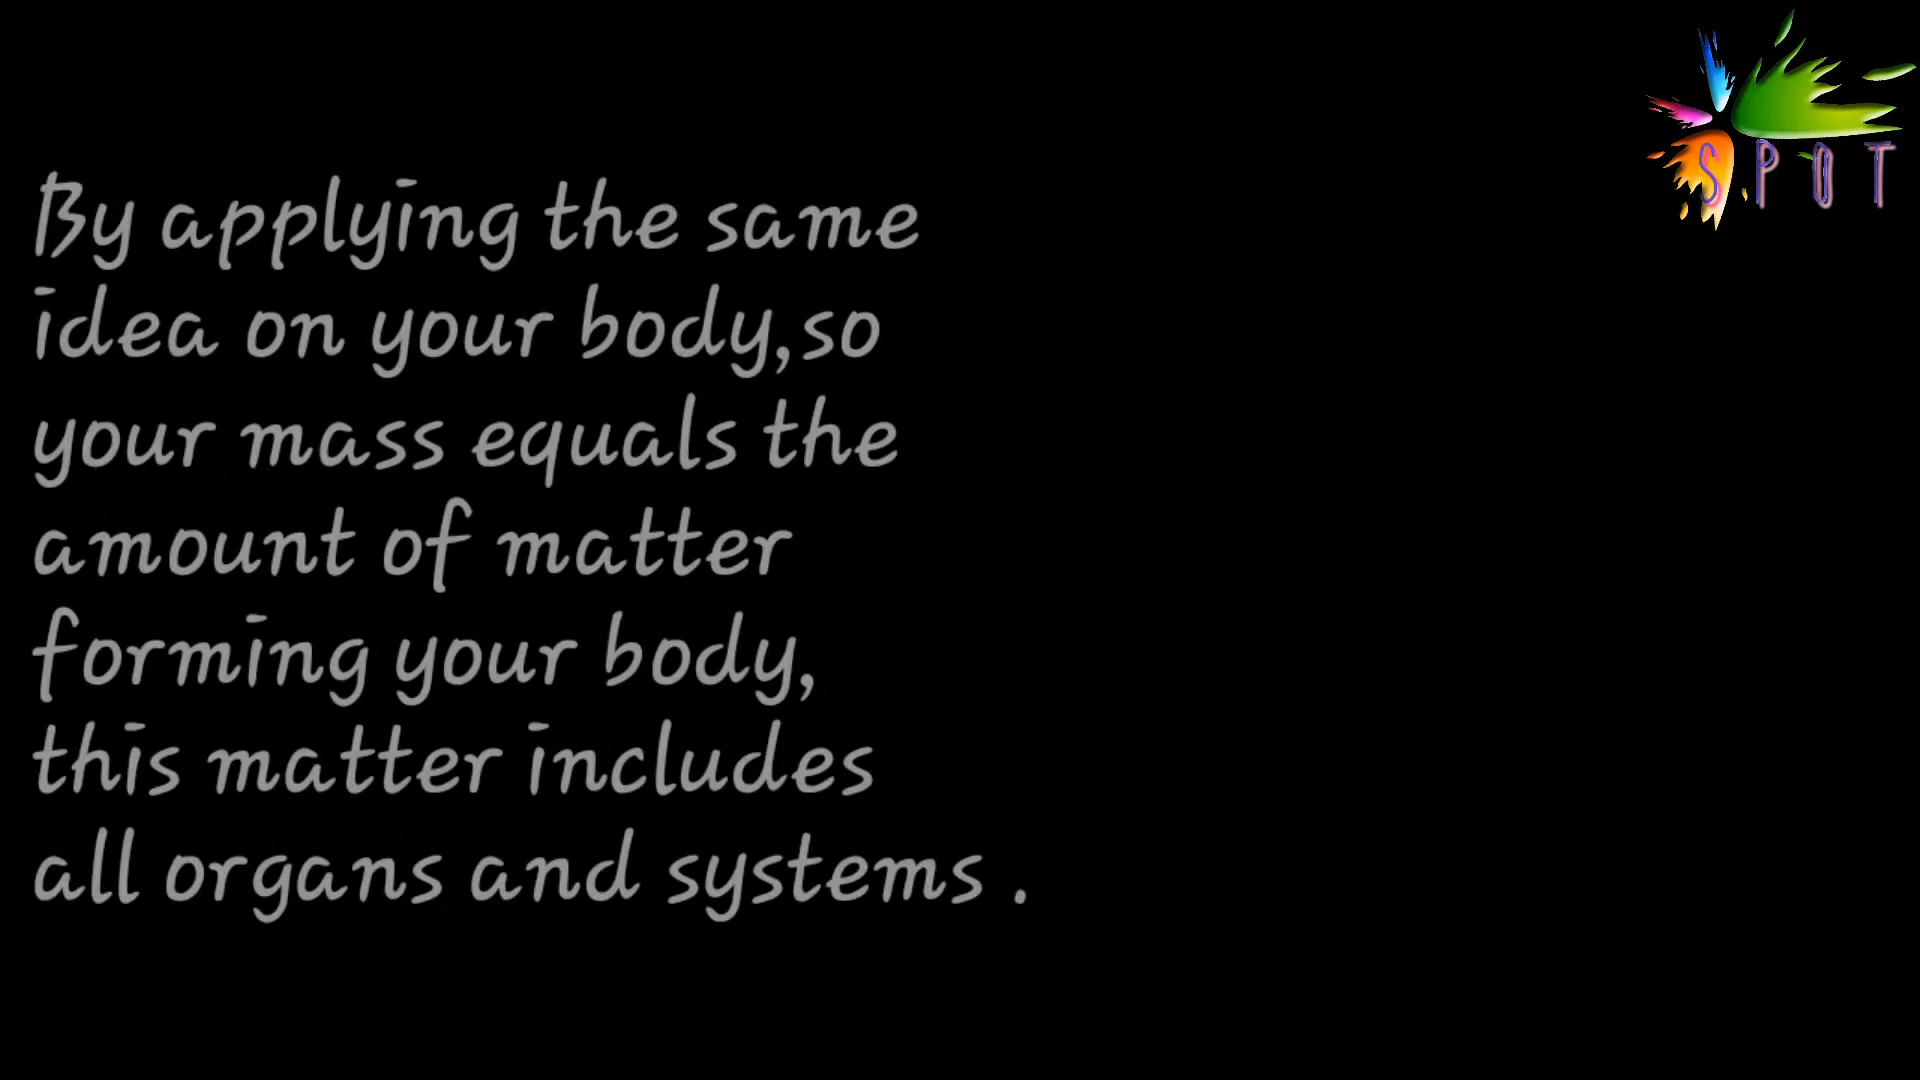 SPOT
By applying the same
idea on your body,so
your mass equals the
amount of matter
forming your body,
this matter includes
all organs and systems .